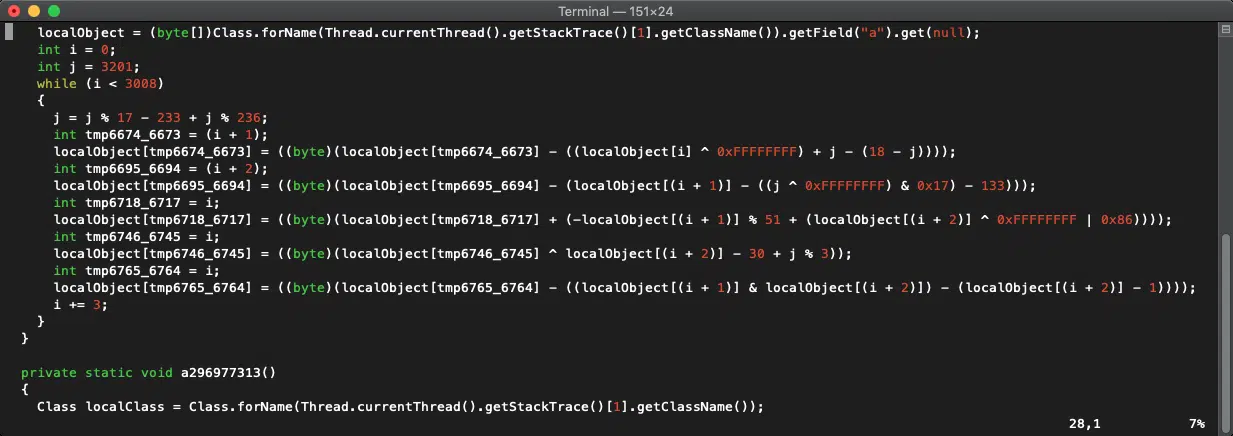 Terminal — 151×24
localObject = (byte[])Class.forName(Thread.currentThread().getStackTrace()[1].getClassName()).getField("a").get(null);
int i = 0;
int j = 3201;
while (i < 3008)
{
j = j % 17 - 233 + j % 236;
int tmp6674_6673 = (i + 1);
localObject[tmp6674_6673] = ((byte)(localObject[tmp6674_6673] - ((localObject[i] ^ 0xFFFFFFFF) + j - (18 - j))));
int tmp6695_6694 = (i + 2);
localObject[tmp6695_6694] = ((byte)(localObject[tmp6695_6694] - (localObject[(i + 1)] - ((j ^ 0xFFFFFFFF) & 0x17) - 133)));
int tmp6718_6717 = i;
localObject[tmp6718_6717] = ((byte)(localObject[tmp6718_6717] + (-localObject[(i + 1)] % 51 + (localObject[(i + 2)] ^ 0xFFFFFFFF | 0x86))));
int tmp6746_6745 = i;
localObject[tmp6746_6745] = ((byte)(localObject[tmp6746_6745] ^ localObject[(i + 2)] - 30 + j % 3));
int tmp6765_6764 = i;
localObject[tmp6765_6764] = ((byte)(localObject[tmp6765_6764] - ((localObject[(i + 1)] & localObject[(i + 2)]) - (localObject[(i + 2)] - 1))));
i += 3;
}
}
private static void a296977313()
{
Class localClass = Class.forName(Thread.currentThread().getStackTrace()[1].getClassName());
28,1 7%